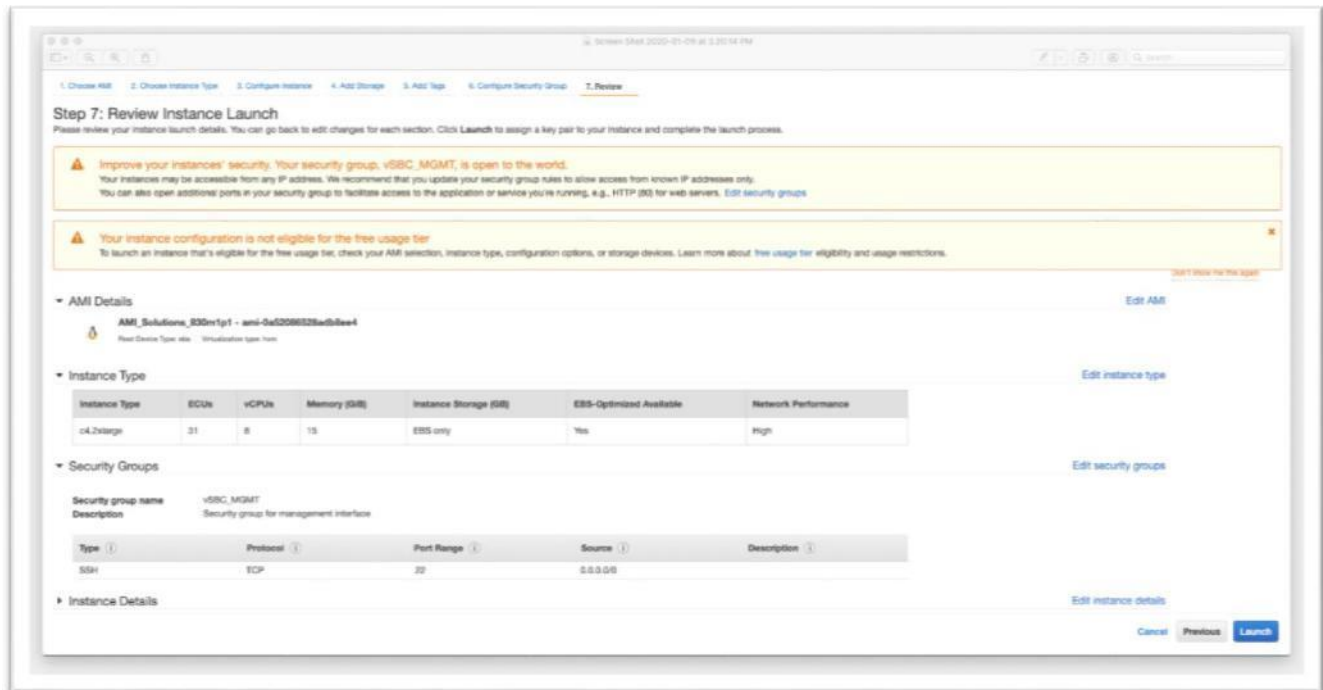 Screen Shot 2020-01-09 at 3.20.14 PM
Search
1. Choose AMI 2. Choose Instance Type 3. Configure Instance 4. Add Storage 5. Add Tags 6. Configure Security Group 7. Review
Step 7: Review Instance Launch
Please review your instance launch details. You can go back to edit changes for each section. Click Launch to assign a key pair to your instance and complete the launch process.
Improve your instances' security. Your security group, vSBC_MGMT, is open to the world.
Your instances may be accessible from any IP address. We recommend that you update your security group rules to allow access from known IP addresses only.
You can also open additional ports in your security group to facilitate access to the application or service you're running, e.g., HTTP (80) for web servers. Edit security groups
Your instance configuration is not eligible for the free usage tier
To launch an instance that's eligible for the free usage tier, check your AMI selection, instance type, configuration options, or storage devices. Learn more about free usage tier eligibility and usage restrictions.
Don't show me this again
AMI Details Edit AMI
Root Device Type: ebs Virtualization type: hvm
Instance Type Edit instance type
Instance Type ECUs vCPUs Memory (GiB) Instance Storage (GB) EBS-Optimized Available Network Performance
c4.2xlarge 31 8 15 EBS only Yes High
Security Groups Edit security groups
Security group name vSBC_MGMT
Description Security group for management interface
Type Protocol Port Range Source Description
SSH TCP 22 0.0.0.0/0
Instance Details Edit instance details
Cancel Previous Launch